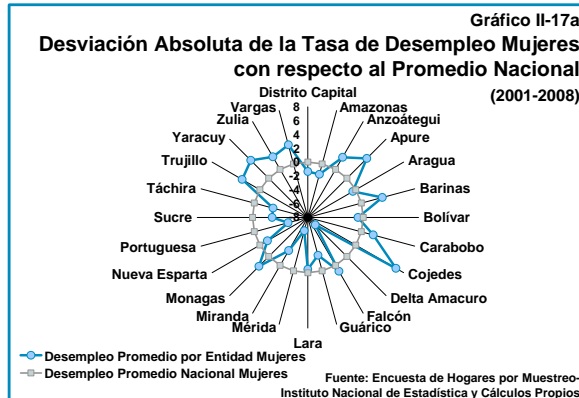 Gráfico II-17a
Desviación Absoluta de la Tasa de Desempleo Mujeres
con respecto al Promedio Nacional
(2001-2008)
Distrito Capital
Vargas
Amazonas
Zulia
Anzoátegui
Yaracuy
Apure
Trujillo
Aragua
Táchira
Barinas
Sucre
Bolívar
Portuguesa
Carabobo
Nueva Esparta
Cojedes
Monagas
Delta Amacuro
Miranda
Falcón
Mérida
Guárico
Lara
8
6
4
2
0
-2
-4
-6
-8
Desempleo Promedio por Entidad Mujeres
Desempleo Promedio Nacional Mujeres
Fuente: Encuesta de Hogares por Muestreo-
Instituto Nacional de Estadística y Cálculos Propios